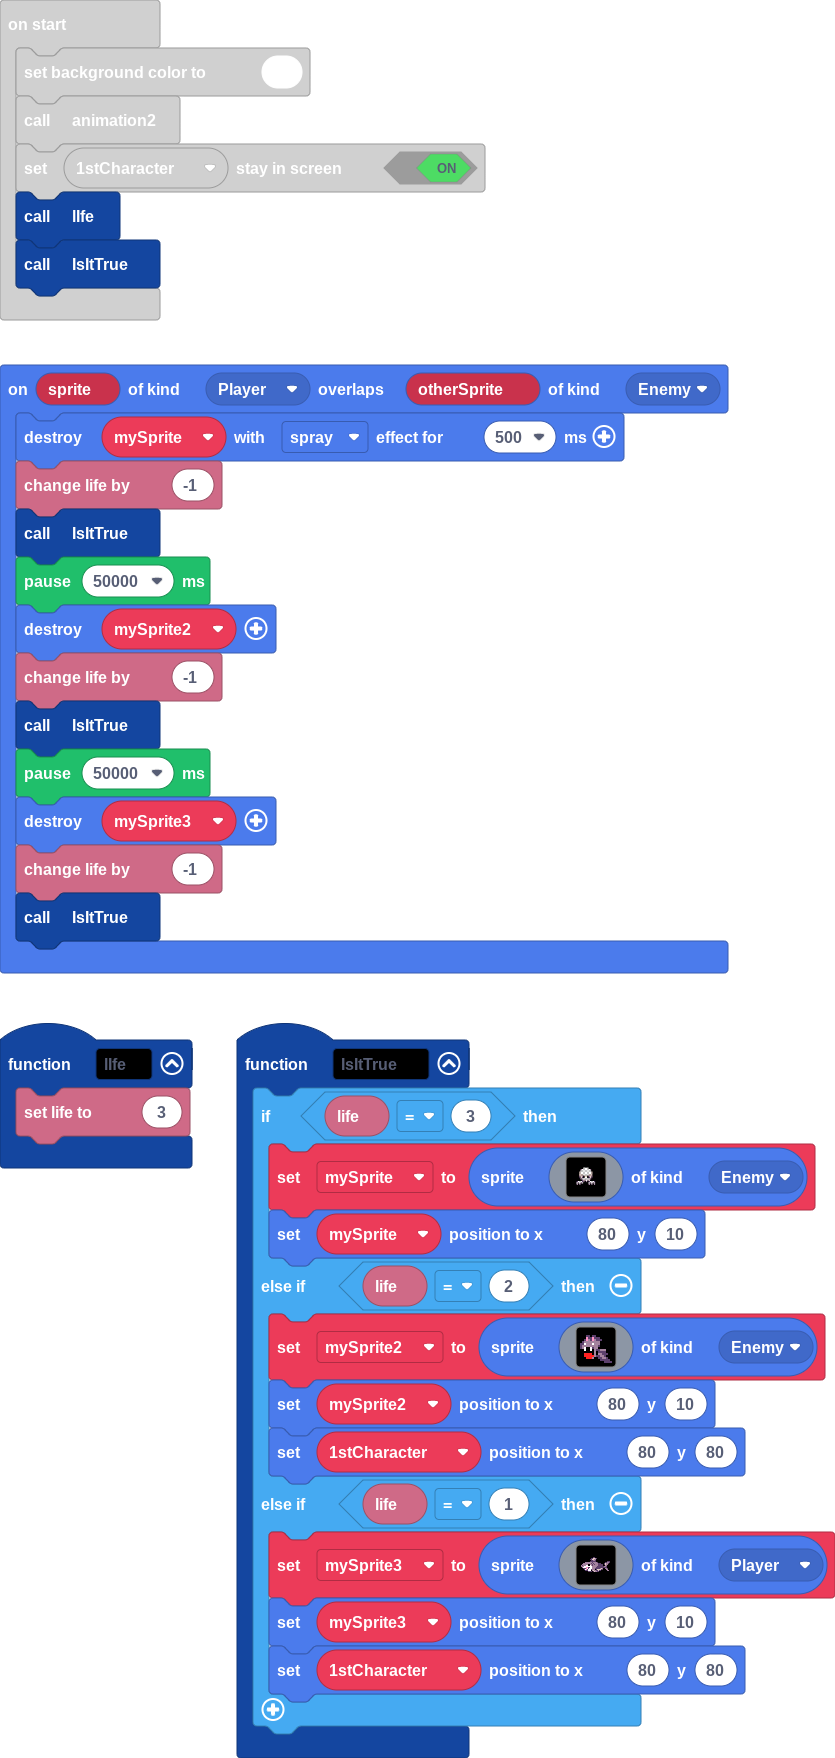 on start
set background color to
call animation2
set 1stCharacter stay in screen ON
call lIfe
call IsItTrue
on sprite of kind Player overlaps otherSprite of kind Enemy
destroy mySprite with spray effect for 500 ms
change life by -1
call IsItTrue
pause 50000 ms
destroy mySprite2
change life by -1
call IsItTrue
pause 50000 ms
destroy mySprite3
change life by -1
call IsItTrue
function lIfe
set life to 3
function IsItTrue
if life = 3 then
set mySprite to sprite of kind Enemy
set mySprite position to x 80 y 10
else if life = 2 then
set mySprite2 to sprite of kind Enemy
set mySprite2 position to x 80 y 10
set 1stCharacter position to x 80 y 80
else if life = 1 then
set mySprite3 to sprite of kind Player
set mySprite3 position to x 80 y 10
set 1stCharacter position to x 80 y 80